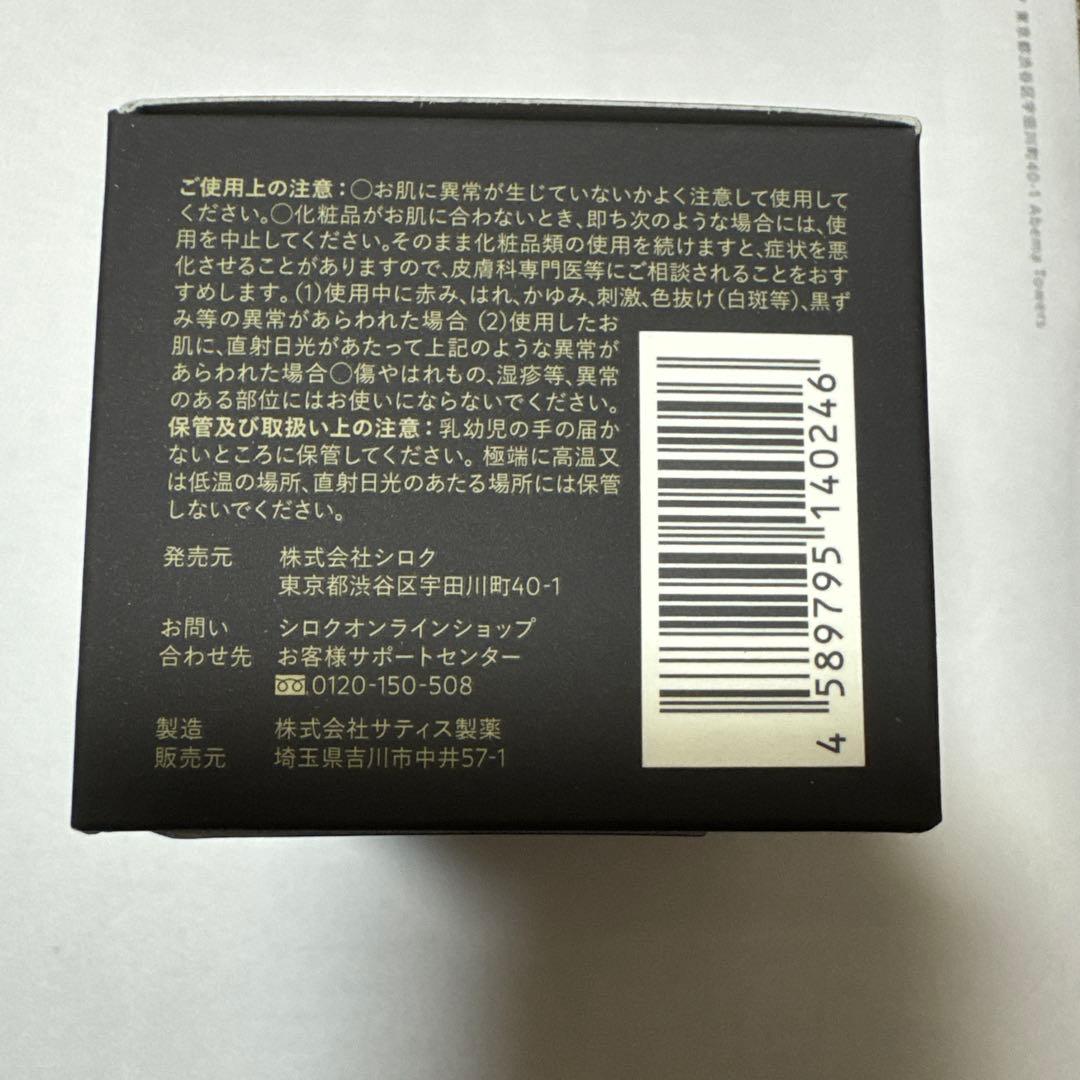 ご使用上の注意：○お肌に異常が生じていないかよく注意して使用して
ください。○化粧品がお肌に合わないとき、即ち次のような場合には、使
用を中止してください。そのまま化粧品類の使用を続けますと、症状を悪
化させることがありますので、皮膚科専門医等にご相談されることをおす
すめします。(1)使用中に赤み、はれ、かゆみ、刺激、色抜け(白斑等)、黒ず
み等の異常があらわれた場合 (2)使用したお
肌に、直射日光があたって上記のような異常が
あらわれた場合○傷やはれもの、湿疹等、異常
のある部位にはお使いにならないでください。
保管及び取扱い上の注意：乳幼児の手の届か
ないところに保管してください。極端に高温又
は低温の場所、直射日光のあたる場所には保管
しないでください。
発売元 株式会社シロク
東京都渋谷区宇田川町40-1
お問い シロクオンラインショップ
合わせ先 お客様サポートセンター
0120-150-508
製造 株式会社サティス製薬
販売元 埼玉県吉川市中井57-1
4 589795 140246
東京都渋谷区宇田川町40-1 Abema Towers